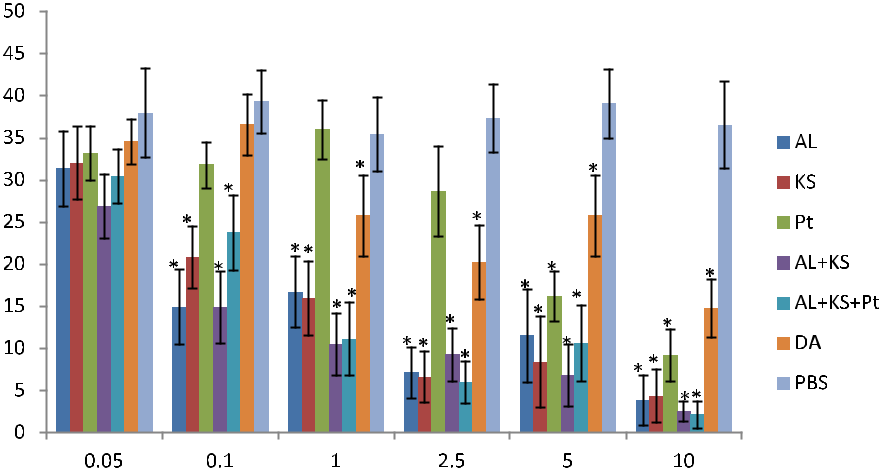 50
45
40
35
30
25
20
15
10
5
0
* * * *
* * * * *
* * * * *
* * * * * *
* * * * * *
0.05 0.1 1 2.5 5 10
AL
KS
Pt
AL+KS
AL+KS+Pt
DA
PBS